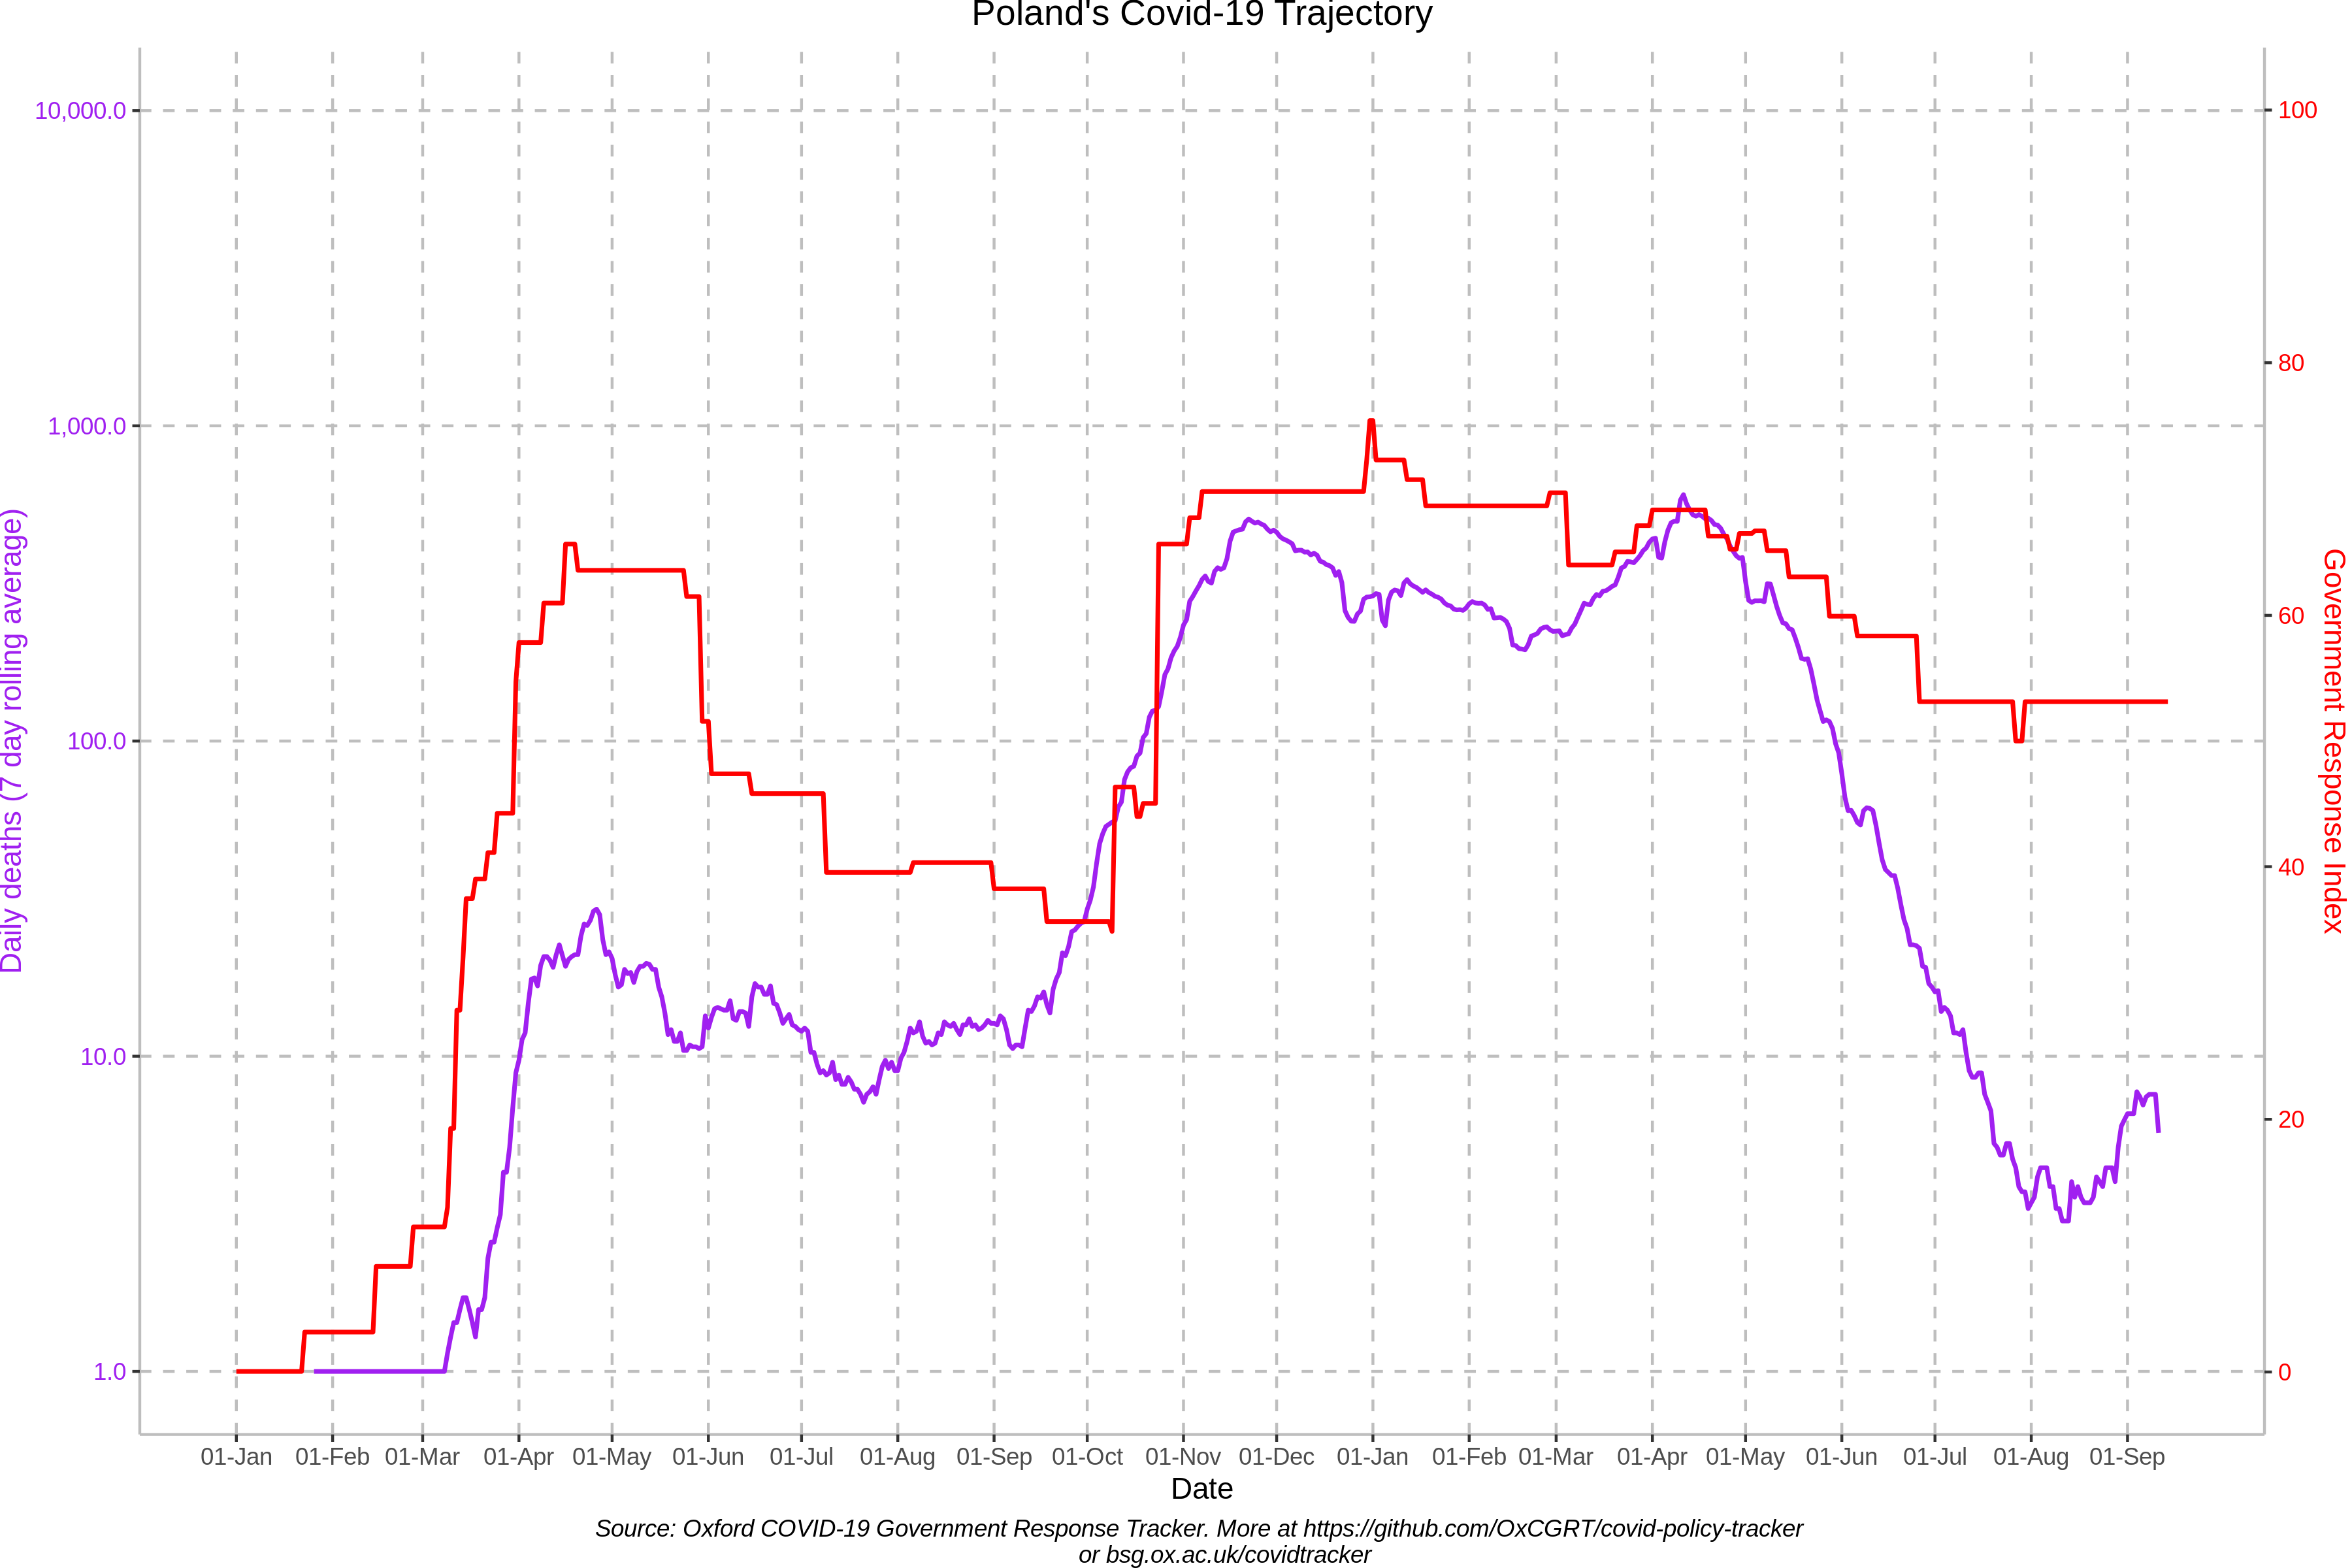 Poland's Covid-19 Trajectory
10,000.0
1,000.0
100.0
10.0
1.0
Daily deaths (7 day rolling average)
100
80
60
40
20
0
Government Response Index
01-Jan 01-Feb 01-Mar 01-Apr 01-May 01-Jun 01-Jul 01-Aug 01-Sep 01-Oct 01-Nov 01-Dec 01-Jan 01-Feb 01-Mar 01-Apr 01-May 01-Jun 01-Jul 01-Aug 01-Sep
Date
Source: Oxford COVID-19 Government Response Tracker. More at https://github.com/OxCGRT/covid-policy-tracker
or bsg.ox.ac.uk/covidtracker